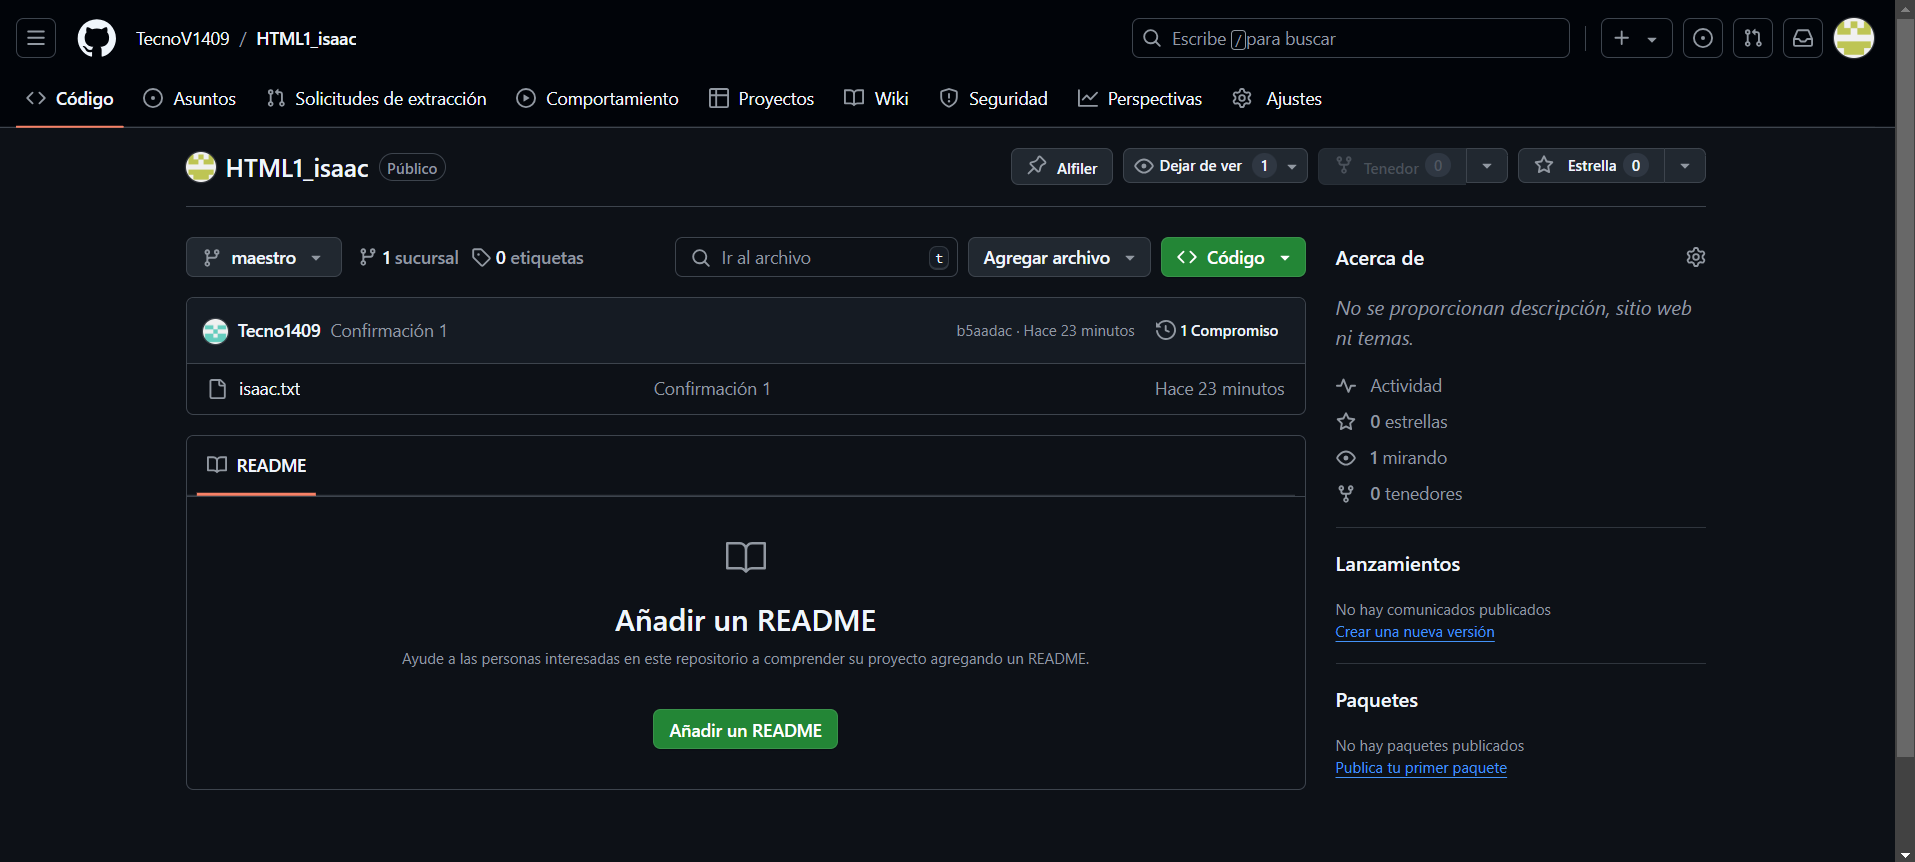 TecnoV1409 / HTML1_isaac
Escribe / para buscar
Código
Asuntos
Solicitudes de extracción
Comportamiento
Proyectos
Wiki
Seguridad
Perspectivas
Ajustes
HTML1_isaac Público
Alfiler
Dejar de ver 1
Tenedor 0
Estrella 0
maestro
1 sucursal
0 etiquetas
Ir al archivo t
Agregar archivo
Código
Tecno1409 Confirmación 1
b5aadac · Hace 23 minutos
1 Compromiso
isaac.txt
Confirmación 1
Hace 23 minutos
README
Añadir un README
Ayude a las personas interesadas en este repositorio a comprender su proyecto agregando un README.
Añadir un README
Acerca de
No se proporcionan descripción, sitio web
ni temas.
Actividad
0 estrellas
1 mirando
0 tenedores
Lanzamientos
No hay comunicados publicados
Crear una nueva versión
Paquetes
No hay paquetes publicados
Publica tu primer paquete